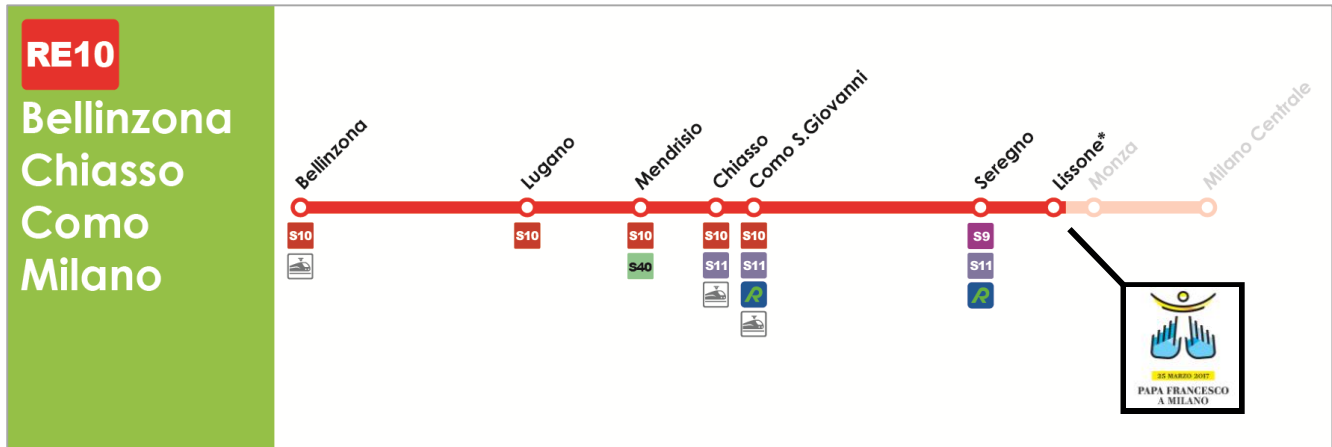 RE10
Bellinzona
Chiasso
Como
Milano
Bellinzona
Lugano
Mendrisio
Chiasso
Como S.Giovanni
Seregno
Lissone*
Monza
Milano Centrale
S10
S10
S10
S40
S10
S11
S10
S11
R
S9
S11
R
25 MARZO 2017
PAPA FRANCESCO
A MILANO